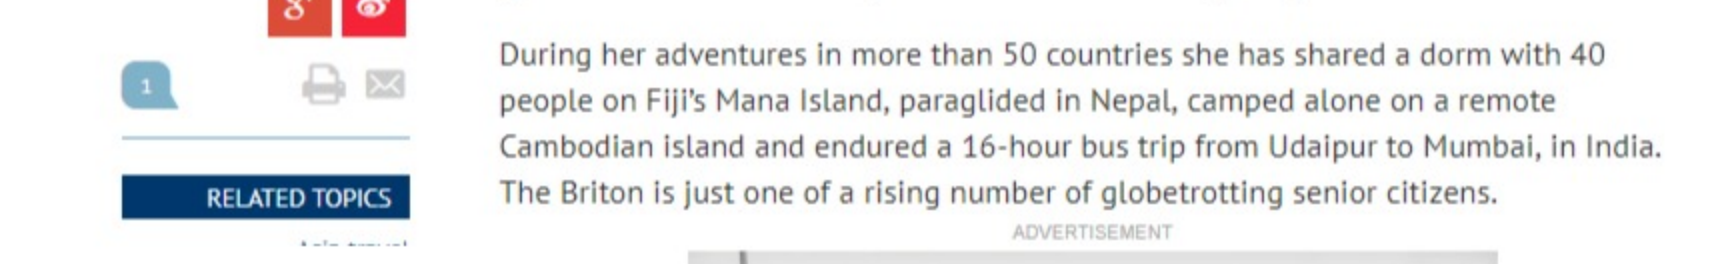 1
During her adventures in more than 50 countries she has shared a dorm with 40
people on Fiji's Mana Island, paraglided in Nepal, camped alone on a remote
Cambodian island and endured a 16-hour bus trip from Udaipur to Mumbai, in India.
The Briton is just one of a rising number of globetrotting senior citizens.
RELATED TOPICS
ADVERTISEMENT